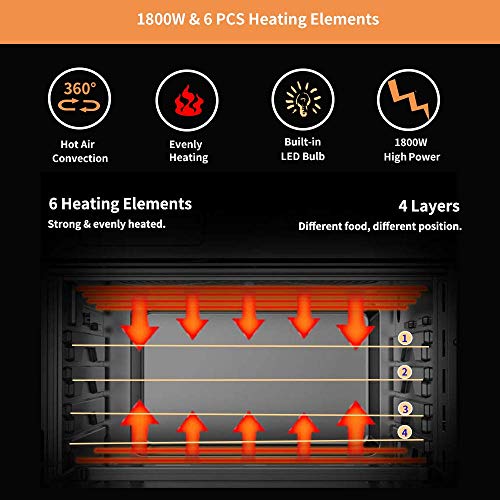 1800W & 6 PCS Heating Elements
360°
Hot Air
Convection
Evenly
Heating
Built-in
LED Bulb
1800W
High Power
6 Heating Elements
Strong & evenly heated.
4 Layers
Different food, different position.
1
2
3
4